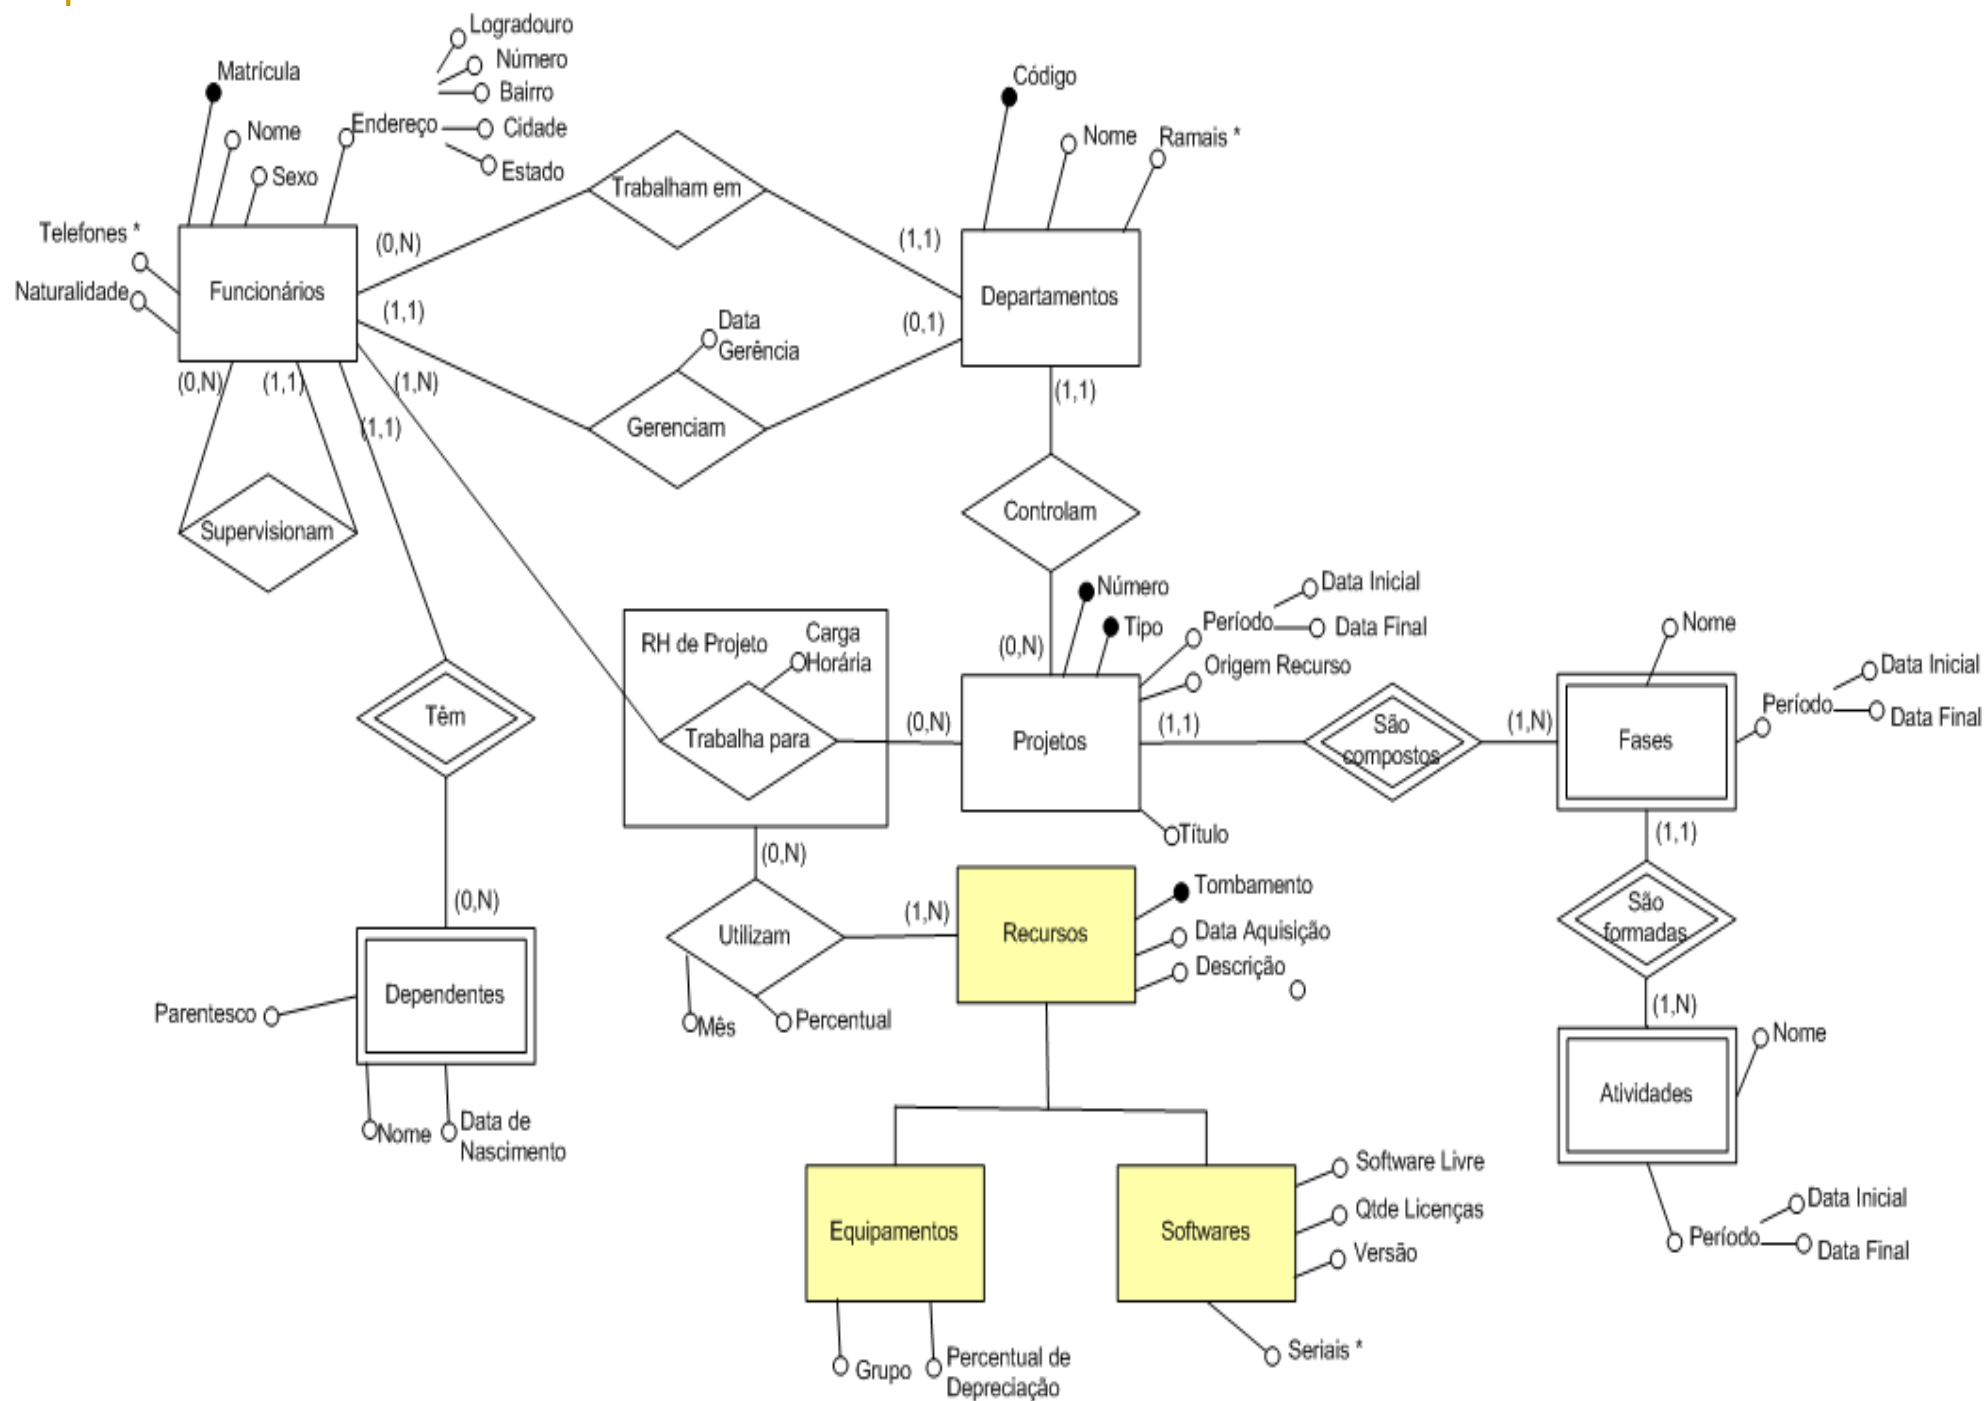 Logradouro
Número
Bairro
Cidade
Estado
Matrícula
Nome
Sexo
Endereço
Telefones *
Naturalidade
Funcionários
(0,N)
(1,1)
(0,N)
(1,1)
(1,N)
(1,1)
Trabalham em
(1,1)
(0,1)
Data
Gerência
Gerenciam
Código
Nome
Ramais *
Departamentos
(1,1)
Supervisionam
Controlam
(0,N)
Número
Tipo
Período
Data Inicial
Data Final
Origem Recurso
RH de Projeto
Carga
Horária
Trabalha para
(0,N)
Projetos
(1,1)
Título
São
compostos
(1,N)
Fases
Nome
Período
Data Inicial
Data Final
(1,1)
Têm
(0,N)
Dependentes
Parentesco
Nome
Data de
Nascimento
(0,N)
Utilizam
(1,N)
Mês
Percentual
Recursos
Tombamento
Data Aquisição
Descrição
São
formadas
(1,N)
Atividades
Nome
Período
Data Inicial
Data Final
Equipamentos
Grupo
Percentual de
Depreciação
Softwares
Software Livre
Qtde Licenças
Versão
Seriais *